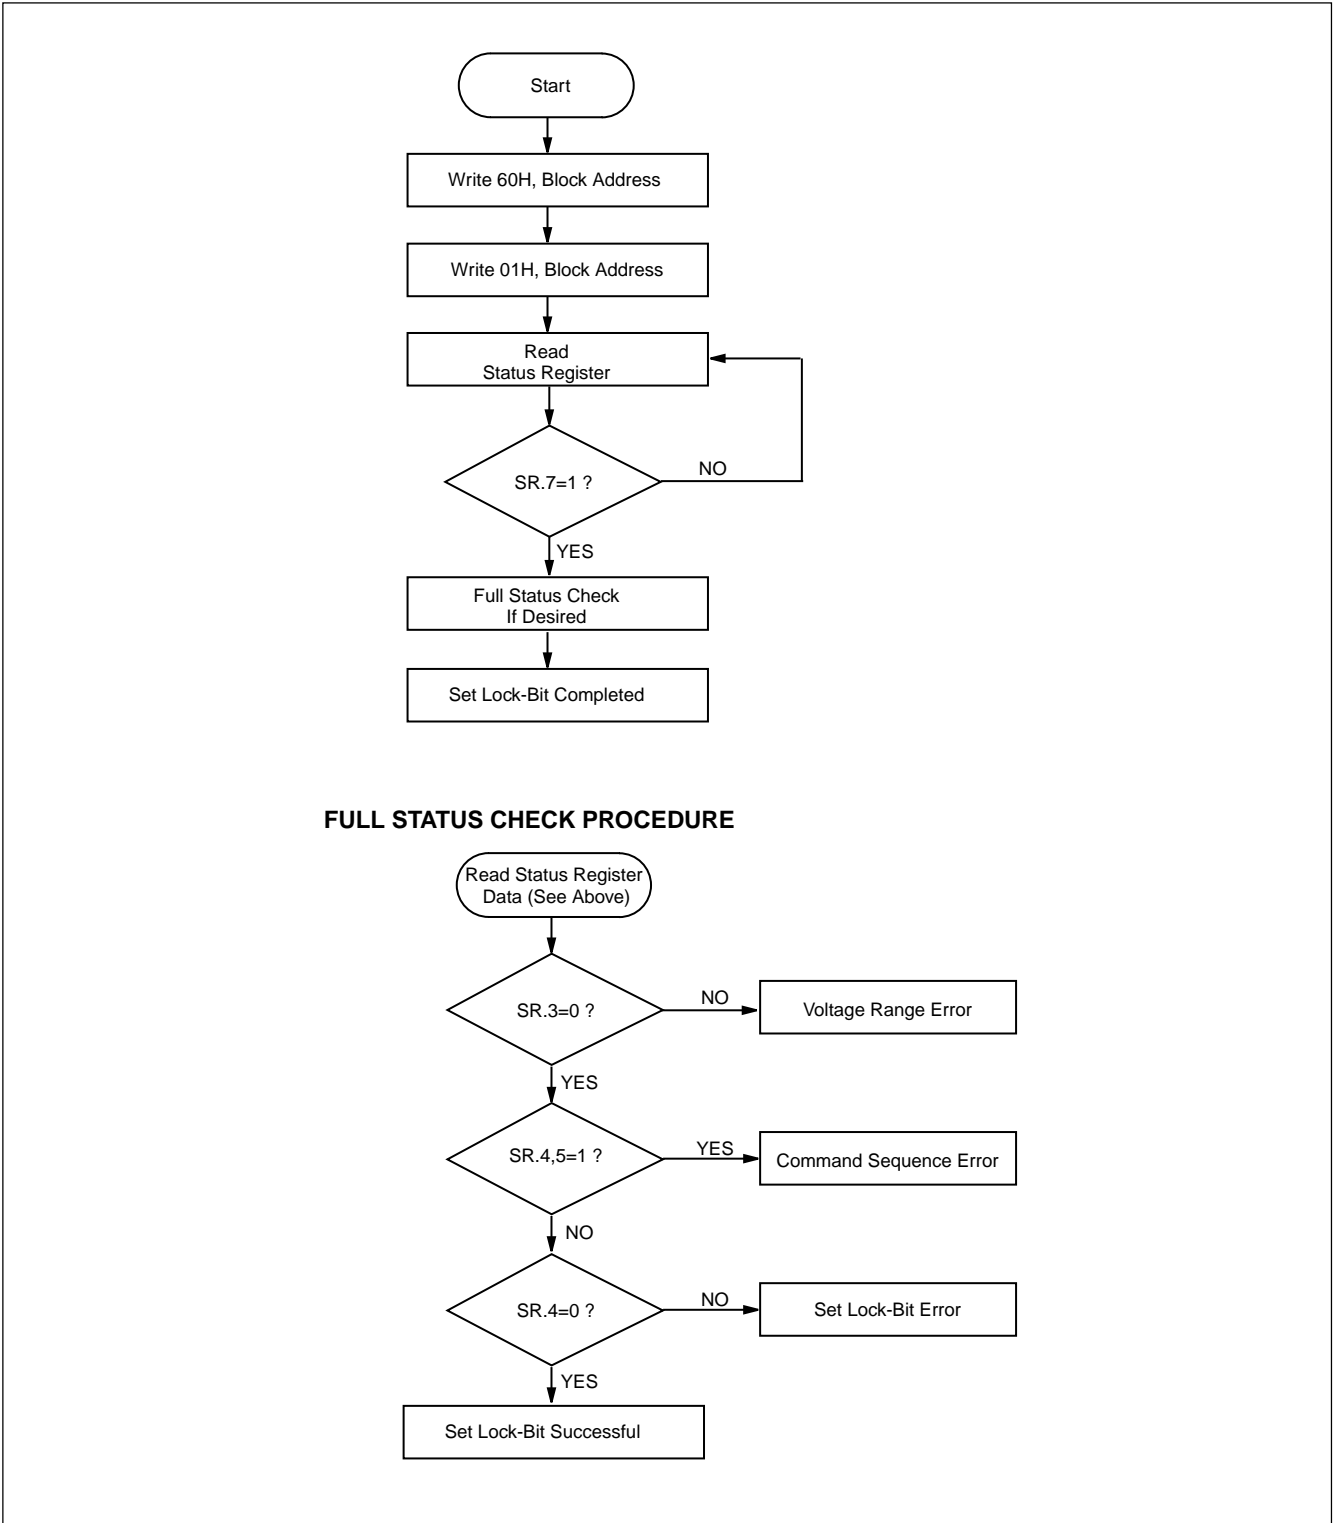 Start
Write 60H, Block Address
Write 01H, Block Address
Read
Status Register
SR.7=1 ?
NO
YES
Full Status Check
If Desired
Set Lock-Bit Completed
FULL STATUS CHECK PROCEDURE
Read Status Register
Data (See Above)
SR.3=0 ?
NO
Voltage Range Error
YES
SR.4,5=1 ?
YES
Command Sequence Error
NO
SR.4=0 ?
NO
Set Lock-Bit Error
YES
Set Lock-Bit Successful